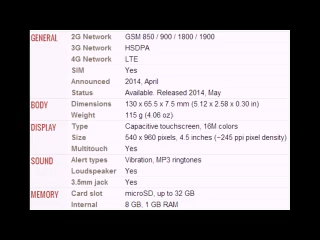 GENERAL 2G Network GSM 850 / 900 / 1800 / 1900
3G Network HSDPA
4G Network LTE
SIM Yes
Announced 2014, April
Status Available. Released 2014, May
BODY Dimensions 130 x 65.5 x 7.5 mm (5.12 x 2.58 x 0.30 in)
Weight 115 g (4.06 oz)
DISPLAY Type Capacitive touchscreen, 16M colors
Size 540 x 960 pixels, 4.5 inches (~245 ppi pixel density)
Multitouch Yes
SOUND Alert types Vibration, MP3 ringtones
Loudspeaker Yes
3.5mm jack Yes
MEMORY Card slot microSD, up to 32 GB
Internal 8 GB, 1 GB RAM